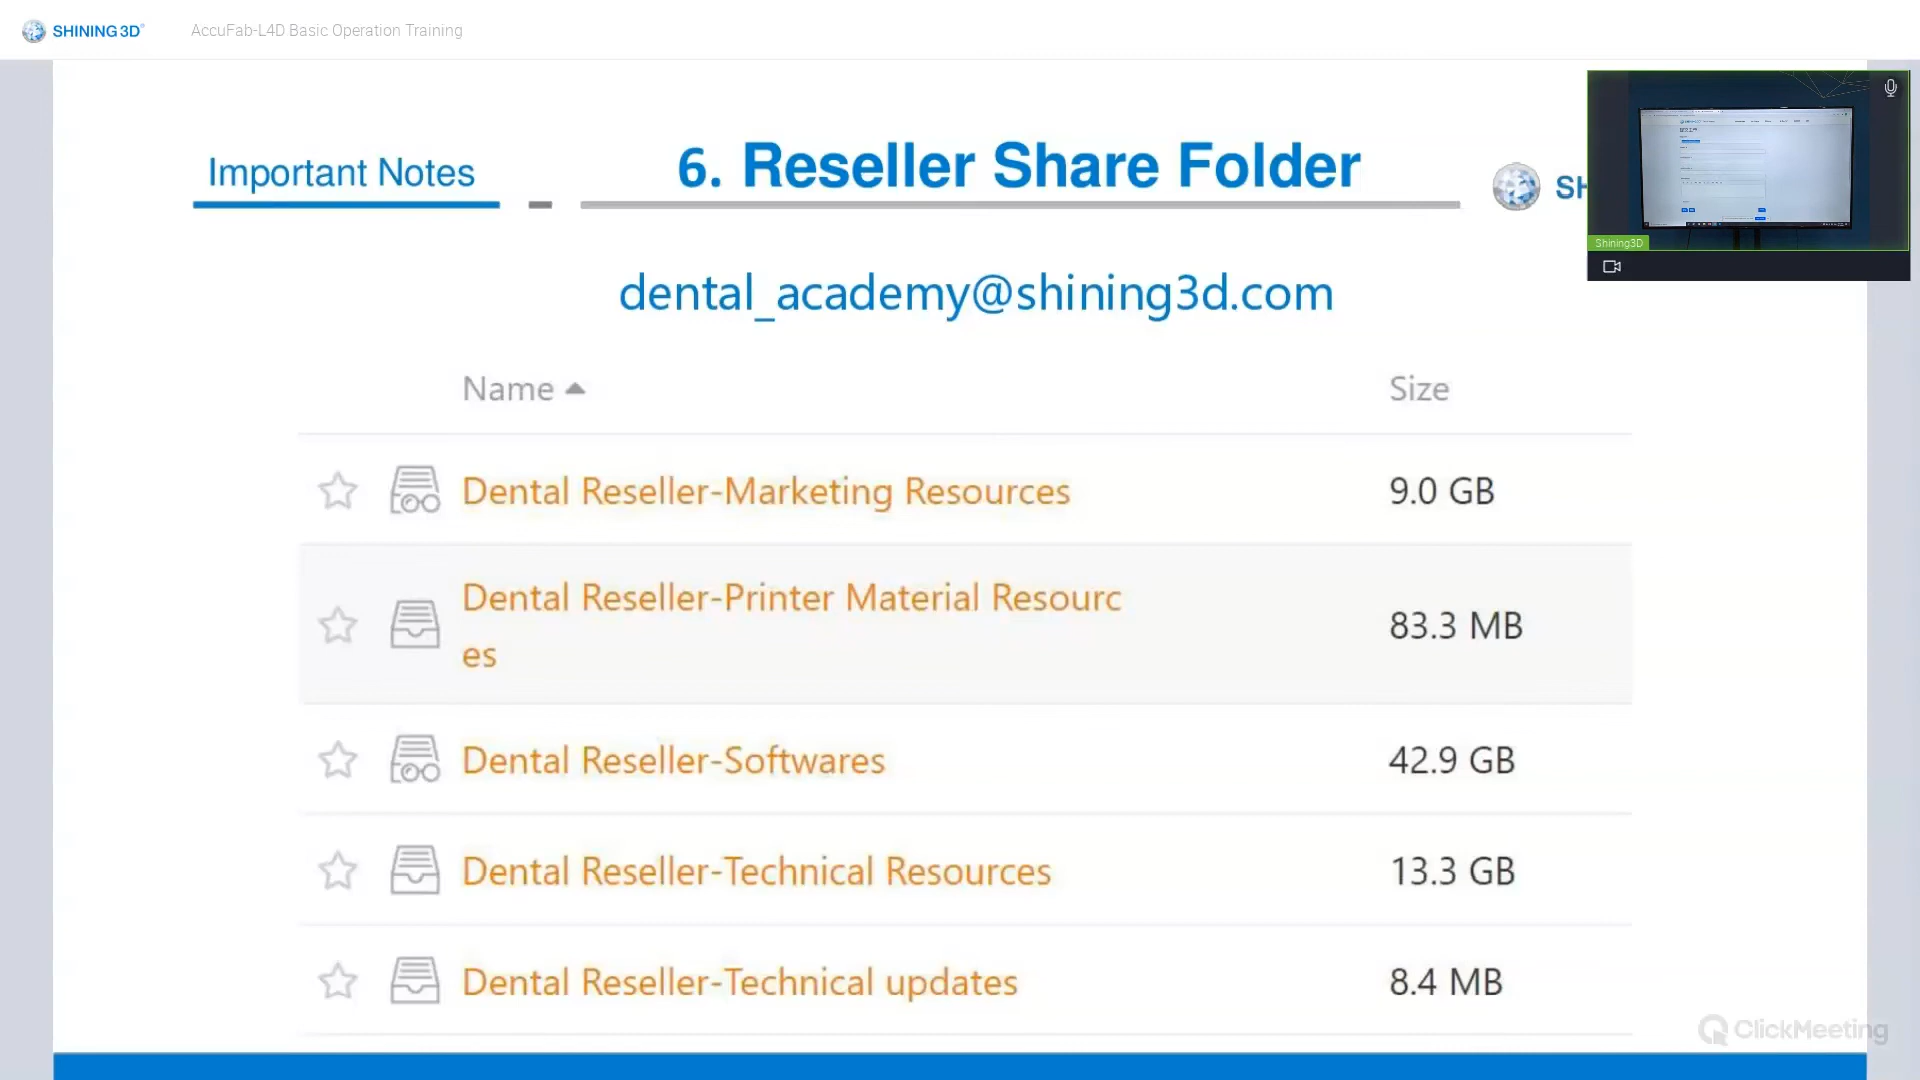 SHINING 3D®
AccuFab-L4D Basic Operation Training
Important Notes
6. Reseller Share Folder
SH
dental_academy@shining3d.com
Shining3D
Name
Size
Dental Reseller-Marketing Resources
9.0 GB
Dental Reseller-Printer Material Resourc
es
83.3 MB
Dental Reseller-Softwares
42.9 GB
Dental Reseller-Technical Resources
13.3 GB
Dental Reseller-Technical updates
8.4 MB
ClickMeeting